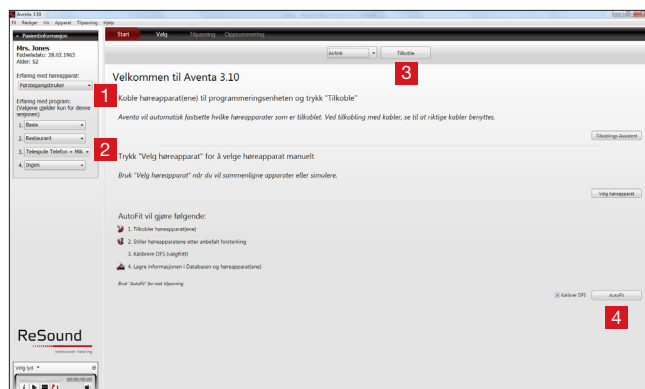 Aventa 3.10
Fil Rediger Vis Apparat Tilpasning Hjelp
Pasientinformasjon
Start Valg Tilpasning Oppsummering
Mrs. Jones
Fødselsdato: 28.02.1963
Alder: 52
Airlink
Tilkoble
3
Erfaring med høreapparat:
Førstegangsbruker
1
Erfaring med program:
(Valgene gjelder kun for denne
sesjonen)
1. Basis
2. Restaurant
3. Telespole Telefon + Mik.
2
4. Ingen
Velkommen til Aventa 3.10
Koble høreapparat(ene) til programmeringsenheten og trykk "Tilkoble"
Aventa vil automatisk fastsette hvilke høreapparater som er tilkoblet. Ved tilkobling med kabler, se til at riktige kabler benyttes.
Tilkoblings Assistent
Trykk "Velg høreapparat" for å velge høreapparat manuelt
Bruk "Velg høreapparat" når du vil sammenligne apparater eller simulere.
Velg høreapparat
AutoFit vil gjøre følgende:
1. Tilkobler høreapparat(ene)
2. Stiller høreapparatene etter anbefalt forsterkning
3. Kalibrere DFS (valgfritt)
4. Lagre informasjonen i Databasen og høreapparat(ene)
Bruk 'AutoFit' for rask tilpasning
Kalibrer DFS
AutoFit
4
ReSound
rediscover hearing
Velg lyd
00:00/00:00